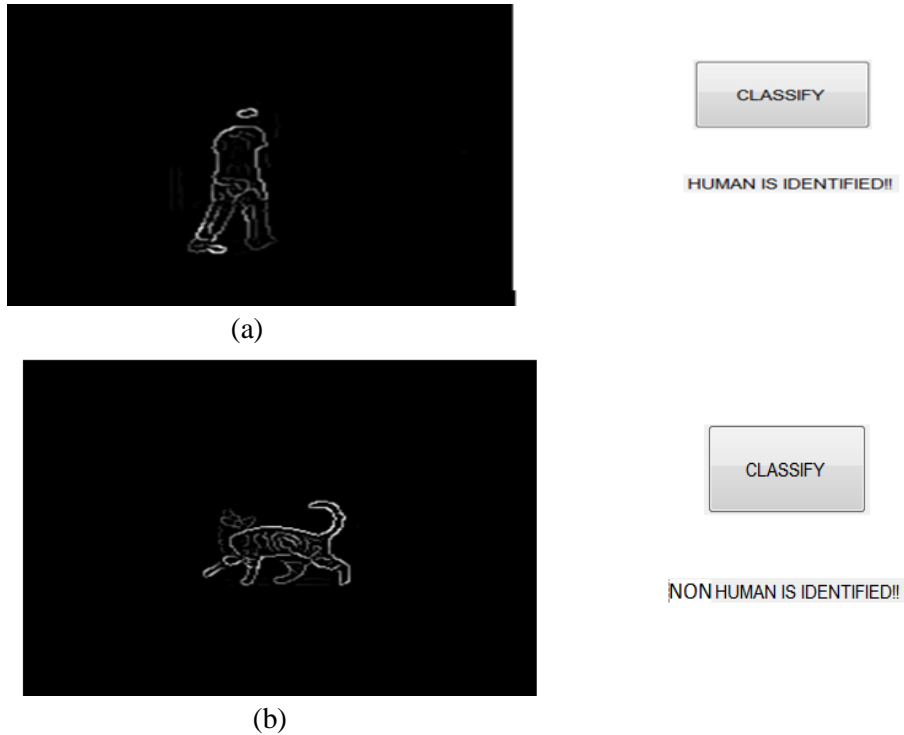 CLASSIFY
HUMAN IS IDENTIFIED!!
(a)
CLASSIFY
NON HUMAN IS IDENTIFIED!!
(b)